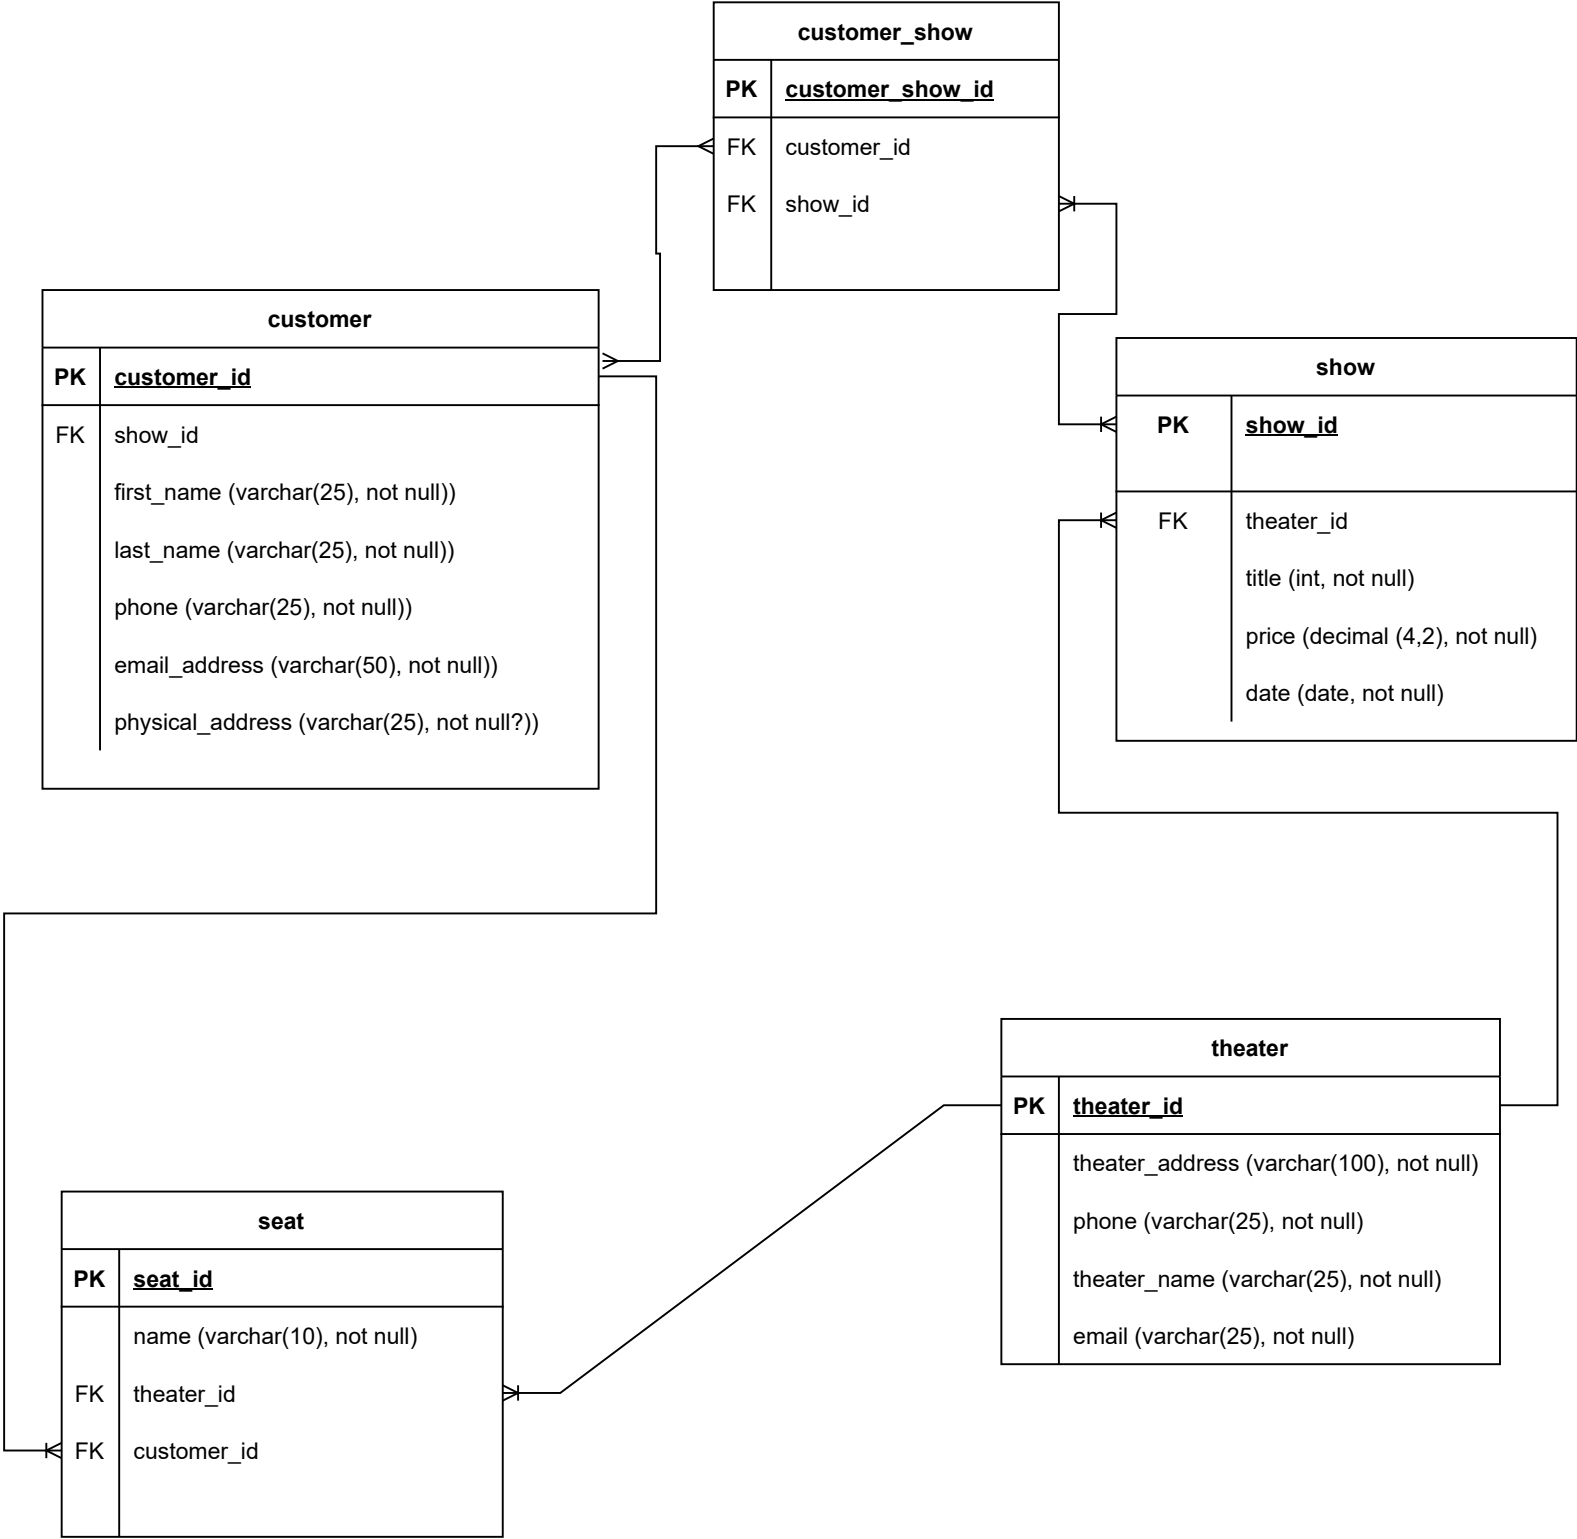 customer_show
PK customer_show_id
FK customer_id
FK show_id
customer
PK customer_id
FK show_id
first_name (varchar(25), not null))
last_name (varchar(25), not null))
phone (varchar(25), not null))
email_address (varchar(50), not null))
physical_address (varchar(25), not null?))
show
PK show_id
FK theater_id
title (int, not null)
price (decimal (4,2), not null)
date (date, not null)
theater
PK theater_id
theater_address (varchar(100), not null)
phone (varchar(25), not null)
theater_name (varchar(25), not null)
email (varchar(25), not null)
seat
PK seat_id
name (varchar(10), not null)
FK theater_id
FK customer_id